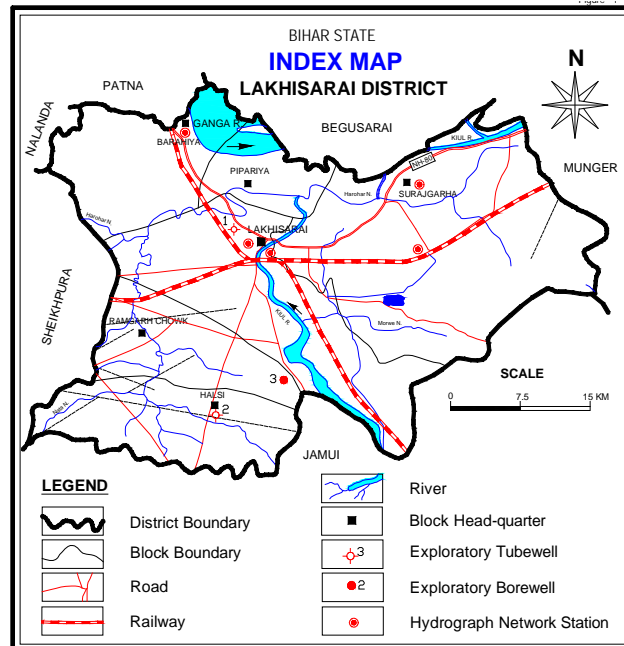 BIHAR STATE
INDEX MAP
LAKHISARAI DISTRICT
N
PATNA
NALANDA
GANGA R.
BARAHIYA
BEGUSARAI
KIUL R.
NH-80
MUNGER
PIPARIYA
Harohar N.
SURAJGARHA
Harohar N.
1
LAKHISARAI
SHEIKHPURA
KIUL R.
Morwe N.
RAMGARH CHOWK
SCALE
0 7.5 15 KM
3
HALSI
2
JAMUI
LEGEND
District Boundary
Block Boundary
Road
Railway
River
Block Head-quarter
3 Exploratory Tubewell
2 Exploratory Borewell
Hydrograph Network Station